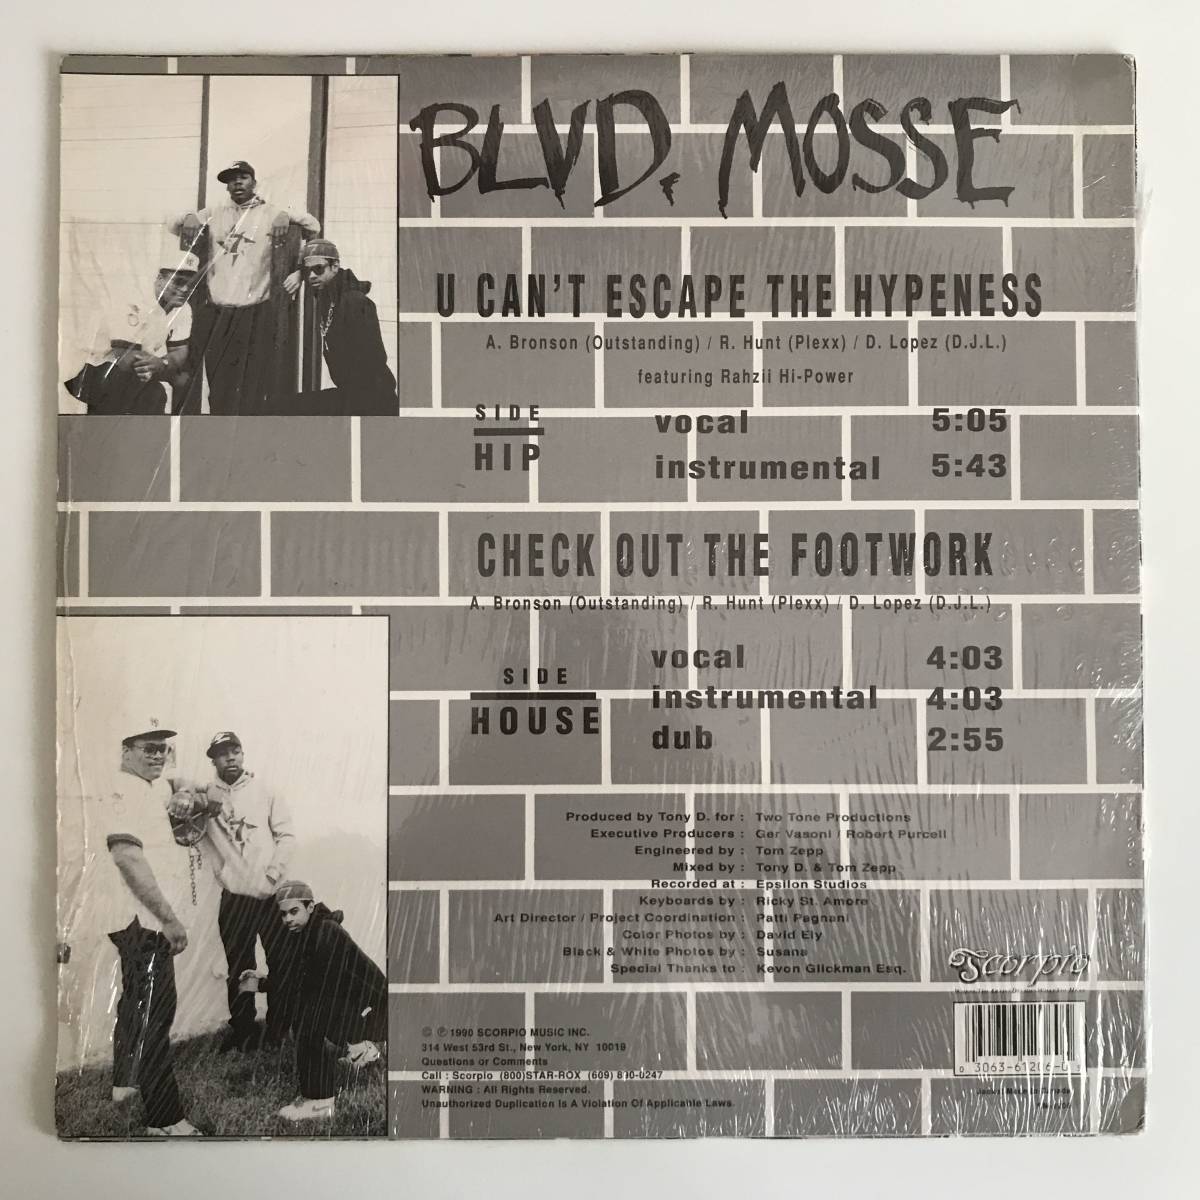 BLVD. MOSSE
U CAN'T ESCAPE THE HYPENESS
A. Bronson (Outstanding) / R. Hunt (Plexx) / D. Lopez (D.J.L.)
featuring Rahzii Hi-Power
SIDE
HIP
vocal 5:05
instrumental 5:43
CHECK OUT THE FOOTWORK
A. Bronson (Outstanding) / R. Hunt (Plexx) / D. Lopez (D.J.L.)
SIDE
HOUSE
vocal 4:03
instrumental 4:03
dub 2:55
Produced by Tony D. for : Two Tone Productions
Executive Producers : Ger Vasoni / Robert Purcell
Engineered by : Tom Zepp
Mixed by : Tony D. & Tom Zepp
Recorded at : Epsilon Studios
Keyboards by : Ricky St. Amore
Art Director / Project Coordination : Patti Pagnani
Color Photos by : David Ely
Black & White Photos by : Susana
Special Thanks to : Kevon Glickman Esq.
Scorpio
© ℗ 1990 SCORPIO MUSIC INC.
314 West 53rd St., New York, NY 10019
Questions or Comments
Call : Scorpio (800)STAR-ROX (609)
WARNING : All Rights Reserved.
Unauthorized Duplication Is A Violation Of Applicable Laws.
0 3063-61206-0